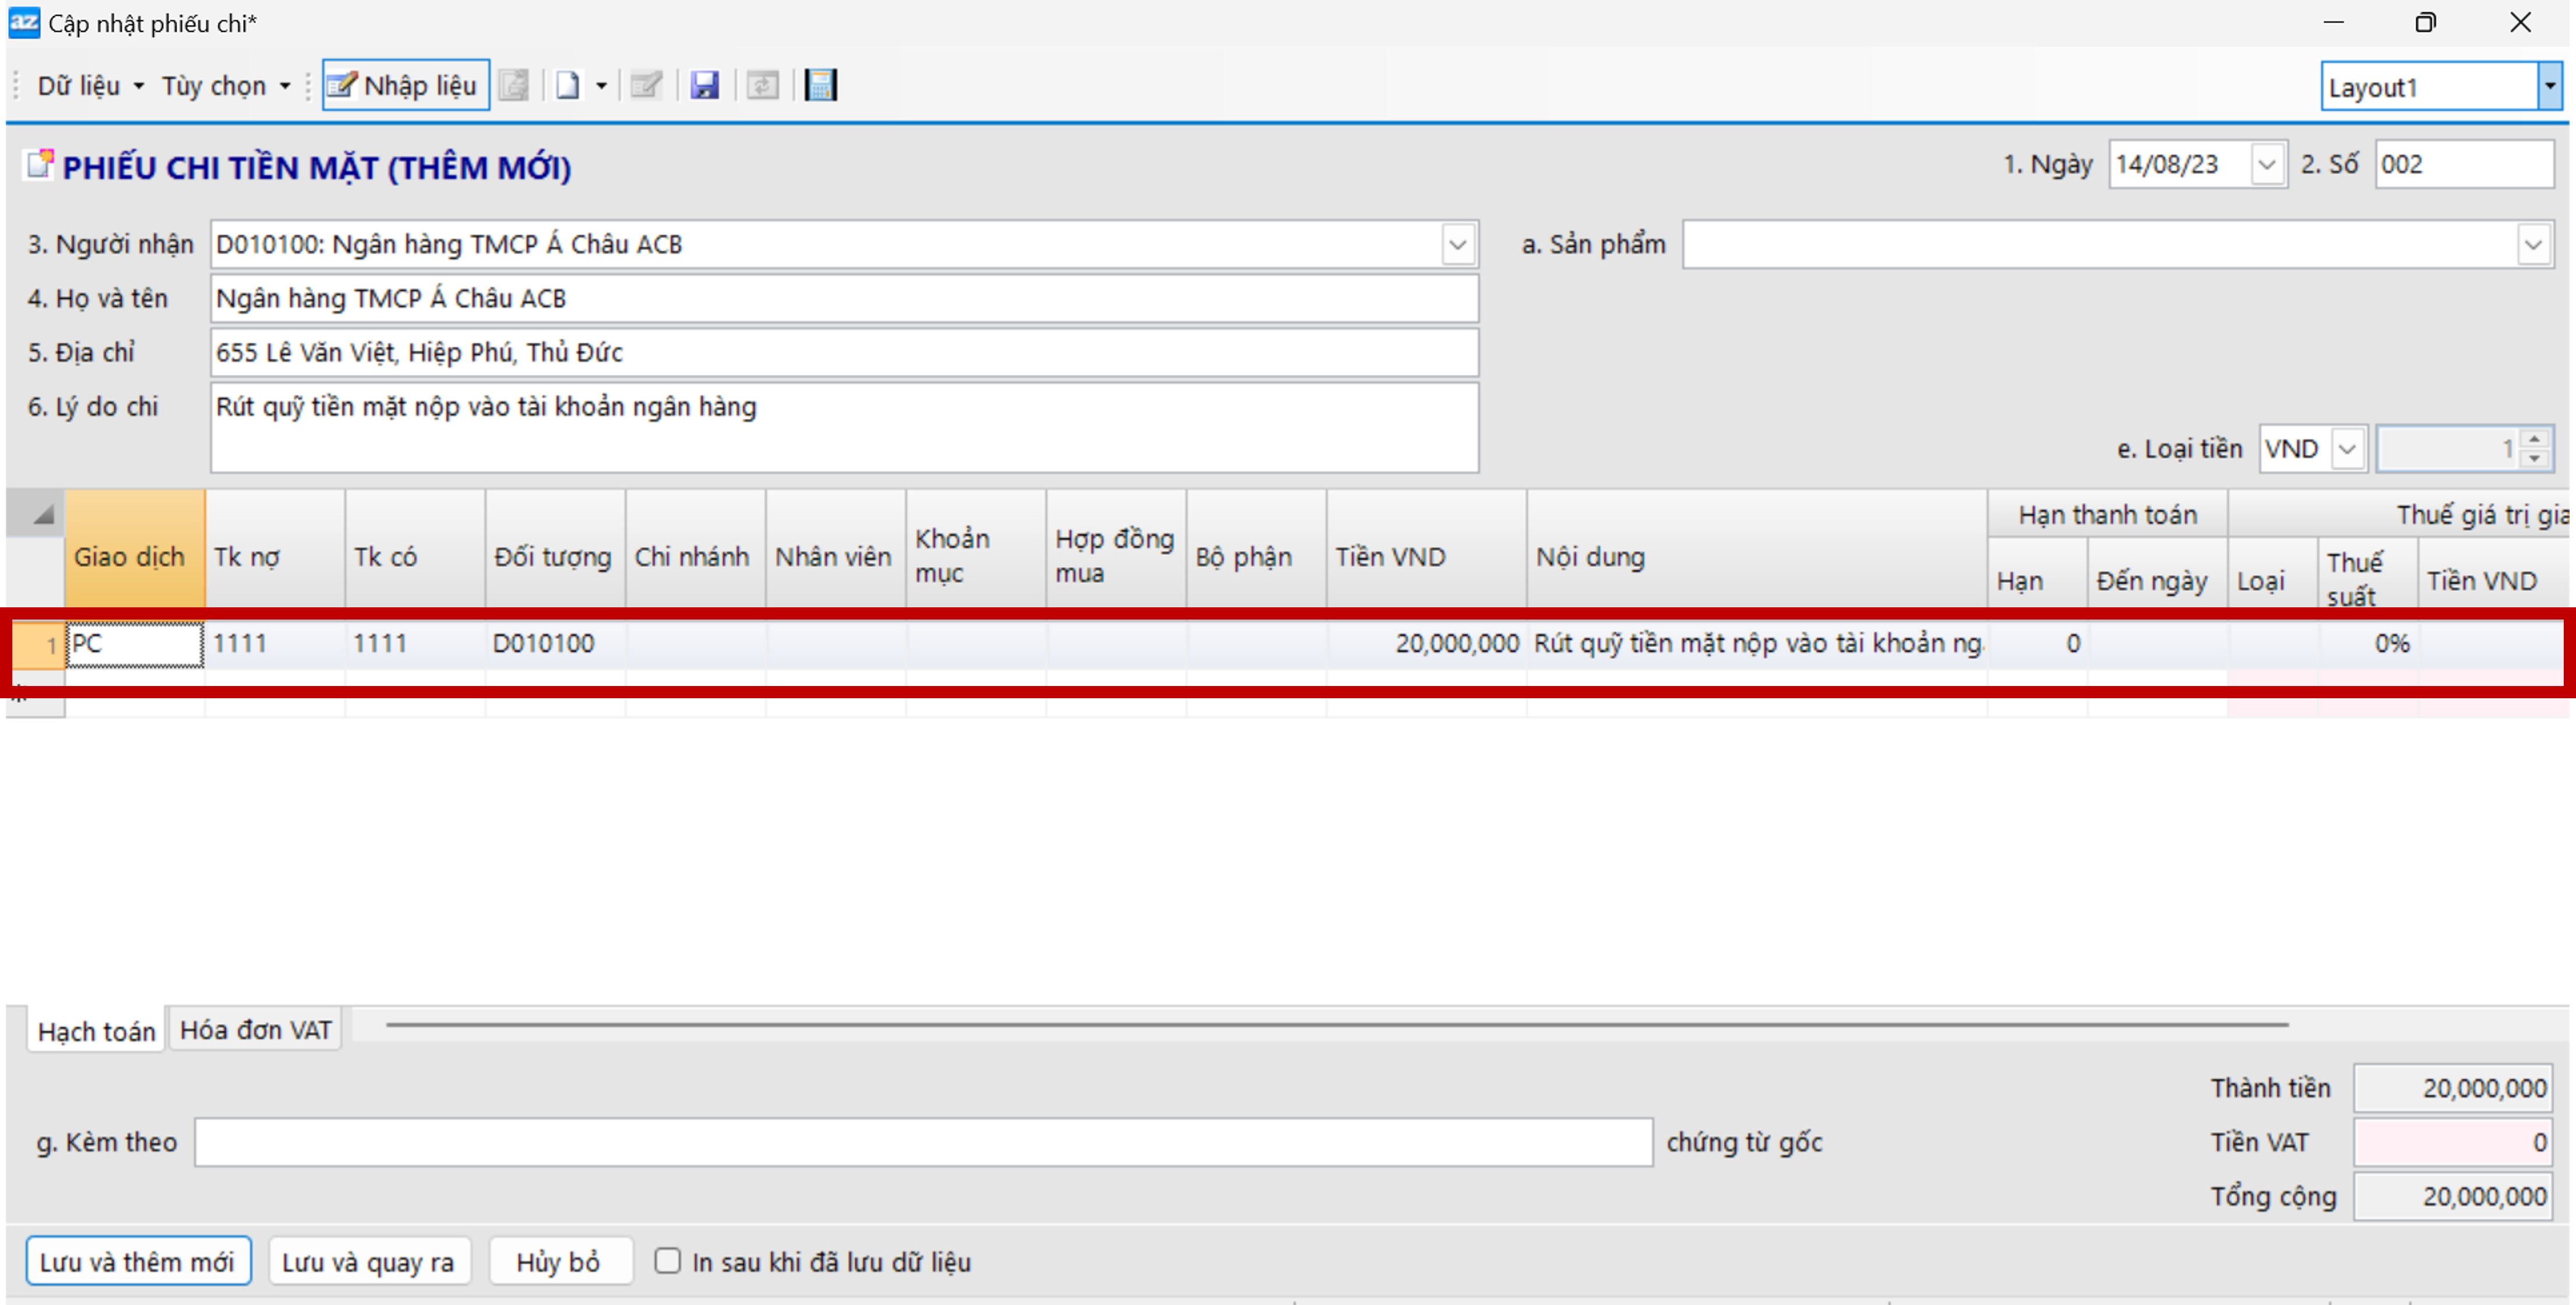 az Cập nhật phiếu chi*
Dữ liệu Tùy chọn Nhập liệu Layout1
PHIẾU CHI TIỀN MẶT (THÊM MỚI) 1. Ngày 14/08/23 2. Số 002
3. Người nhận D010100: Ngân hàng TMCP Á Châu ACB a. Sản phẩm
4. Họ và tên Ngân hàng TMCP Á Châu ACB
5. Địa chỉ 655 Lê Văn Việt, Hiệp Phú, Thủ Đức
6. Lý do chi Rút quỹ tiền mặt nộp vào tài khoản ngân hàng
e. Loại tiền VND 1
Hạn thanh toán Thuế giá trị gia
Giao dịch Tk nợ Tk có Đối tượng Chi nhánh Nhân viên Khoản mục Hợp đồng mua Bộ phận Tiền VND Nội dung Hạn Đến ngày Loại Thuế suất Tiền VND
1 PC 1111 1111 D010100 20,000,000 Rút quỹ tiền mặt nộp vào tài khoản ng 0 0%
*
Hạch toán Hóa đơn VAT
Thành tiền 20,000,000
g. Kèm theo chứng từ gốc Tiền VAT 0
Tổng cộng 20,000,000
Lưu và thêm mới Lưu và quay ra Hủy bỏ In sau khi đã lưu dữ liệu